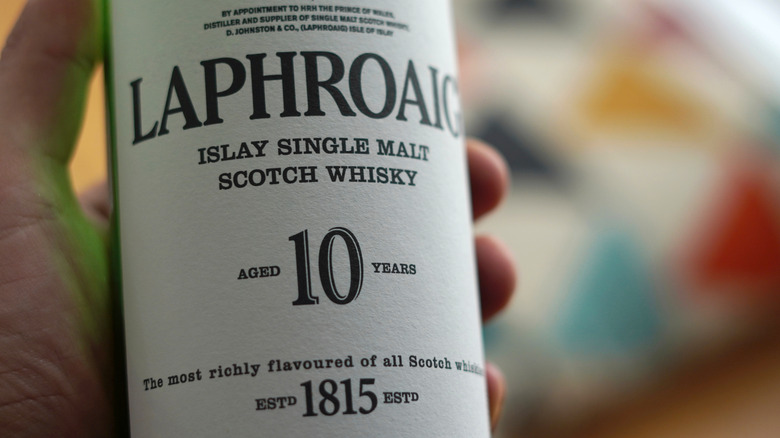 BY APPOINTMENT TO HRH THE PRINCE OF WALES,
DISTILLER AND SUPPLIER OF SINGLE MALT SCOTCH WHISKY,
D. JOHNSTON & CO., (LAPHROAIG) ISLE OF ISLAY
LAPHROAIG
ISLAY SINGLE MALT
SCOTCH WHISKY
AGED 10 YEARS
The most richly flavoured of all Scotch
ESTD 1815 ESTD